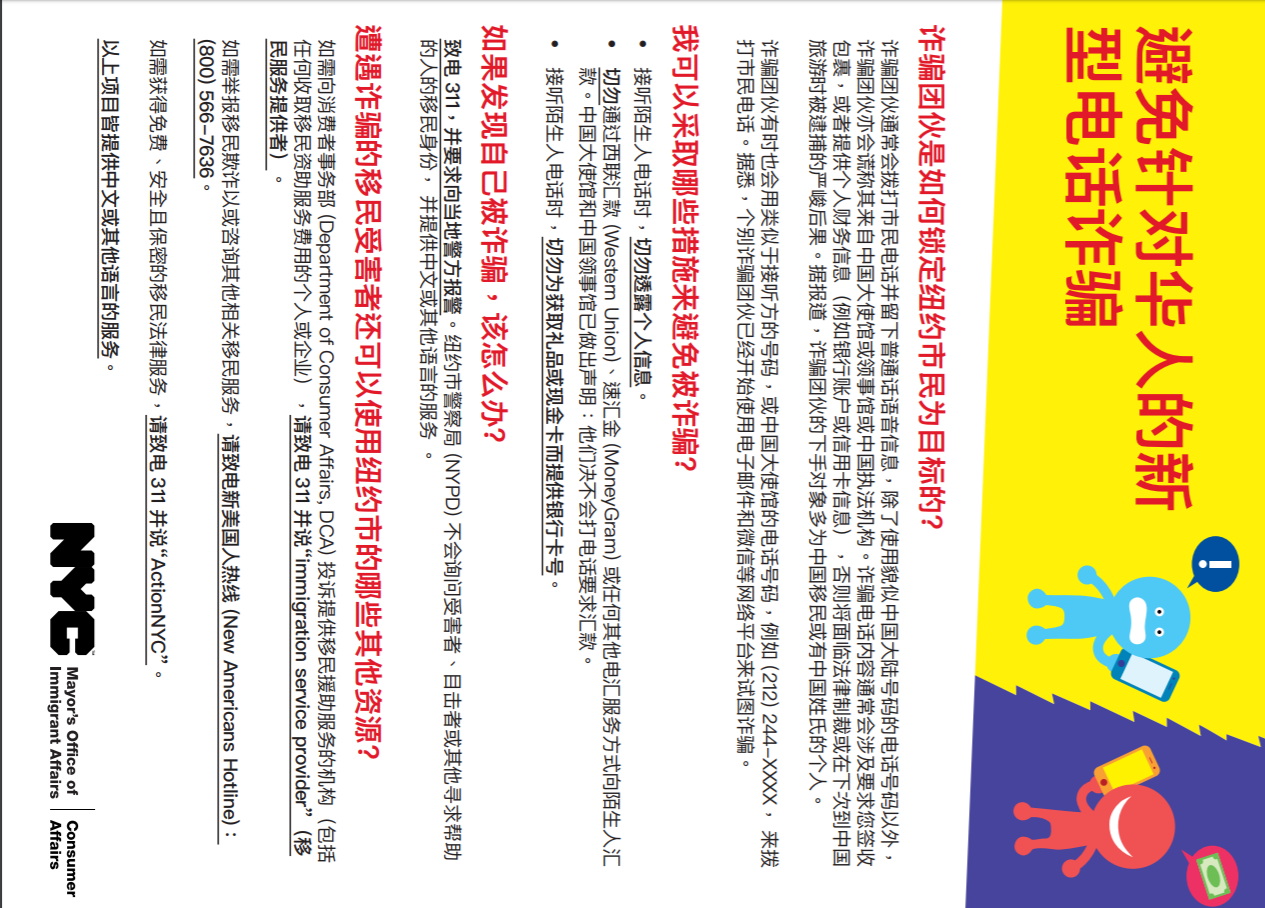 避免针对华人的新
型电话诈骗
诈骗团伙是如何锁定纽约市民为目标的？
诈骗团伙通常会拨打市民电话并留下普通话语音信息，除了使用貌似中国大陆号码的电话号码以外，
诈骗团伙亦会谎称其来自中国大使馆或领事馆或中国执法机构。诈骗电话内容通常会涉及要求您签收
包裹，或者提供个人财务信息（例如银行账户或信用卡信息），否则将面临法律制裁或在下次到中国
旅游时被逮捕的严峻后果。据报道，诈骗团伙的下手对象多为中国移民或有中国姓氏的个人。
诈骗团伙有时也会用类似于接听方的号码，或中国大使馆的电话号码，例如 (212) 244-XXXX， 来拨
打市民电话。据悉，个别诈骗团伙已经开始使用电子邮件和微信等网络平台来试图诈骗。
我可以采取哪些措施来避免被诈骗？
• 接听陌生人电话时，切勿透露个人信息。
• 切勿通过西联汇款 (Western Union)、速汇金 (MoneyGram) 或任何其他电汇服务方式向陌生人汇
款。中国大使馆和中国领事馆已做出声明：他们决不会打电话要求汇款。
• 接听陌生人电话时，切勿为获取礼品或现金卡而提供银行卡号。
如果发现自己被诈骗，该怎么办？
致电 311，并要求向当地警方报警。纽约市警察局 (NYPD) 不会询问受害者、目击者或其他寻求帮助
的人的移民身份，并提供中文或其他语言的服务。
遭遇诈骗的移民受害者还可以使用纽约市的哪些其他资源？
如需向消费者事务部 (Department of Consumer Affairs, DCA) 投诉提供移民援助服务的机构（包括
任何收取移民资助服务费用的个人或企业），请致电 311 并说“immigration service provider”（移
民服务提供者）。
如需举报移民欺诈以或咨询其他相关移民服务，请致电新美国人热线 (New Americans Hotline)：
(800) 566-7636。
如需获得免费、安全且保密的移民法律服务，请致电 311 并说“ActionNYC”。
以上项目皆提供中文或其他语言的服务。
NYC
Mayor's Office of
Immigrant Affairs
Consumer
Affairs